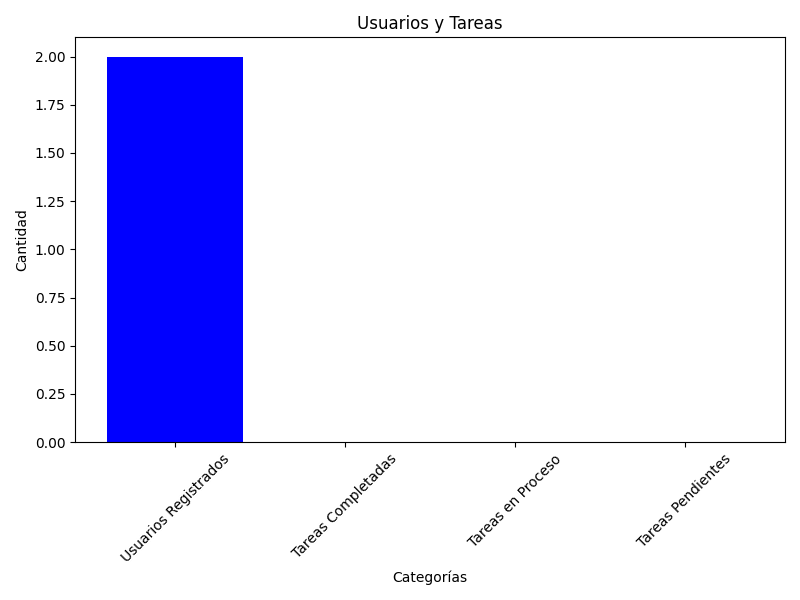 Usuarios y Tareas
2.00
1.75
1.50
1.25
1.00
0.75
0.50
0.25
0.00
Cantidad
Usuarios Registrados
Tareas Completadas
Tareas en Proceso
Tareas Pendientes
Categorías